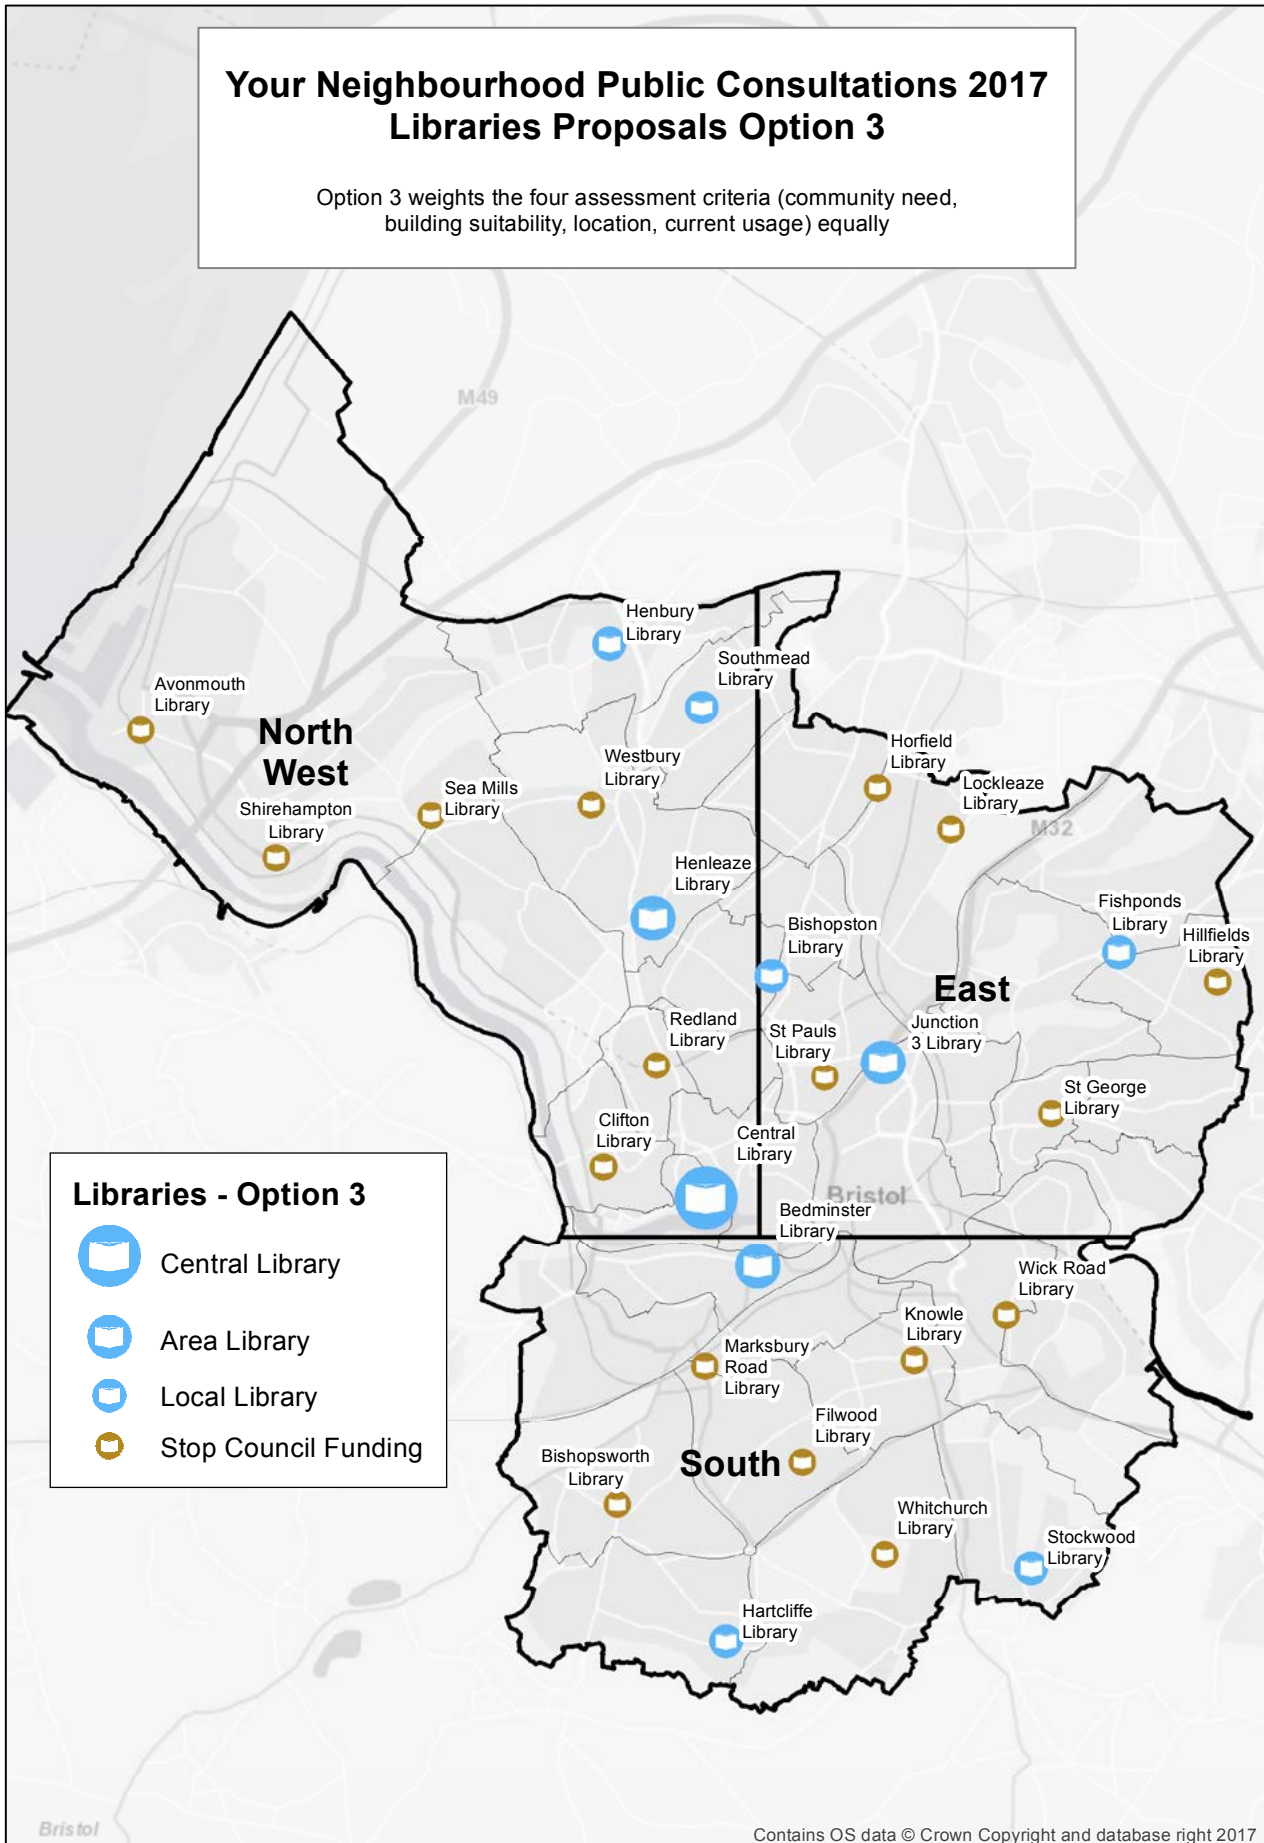 Your Neighbourhood Public Consultations 2017
Libraries Proposals Option 3
Option 3 weights the four assessment criteria (community need,
building suitability, location, current usage) equally
M49
Henbury
Library
Southmead
Library
Avonmouth
Library
North
West
Westbury
Library
Horfield
Library
Sea Mills
Library
Lockleaze
Library
Shirehampton
Library
M32
Henleaze
Library
Fishponds
Library
Bishopston
Library
Hillfields
Library
East
Redland
Library
St Pauls
Library
Junction
3 Library
St George
Library
Clifton
Library
Central
Library
Bristol
Bedminster
Library
Libraries - Option 3
Central Library
Area Library
Local Library
Stop Council Funding
Wick Road
Library
Knowle
Library
Marksbury
Road
Library
Filwood
Library
Bishopsworth
Library
South
Whitchurch
Library
Stockwood
Library
Hartcliffe
Library
Bristol
Contains OS data © Crown Copyright and database right 2017